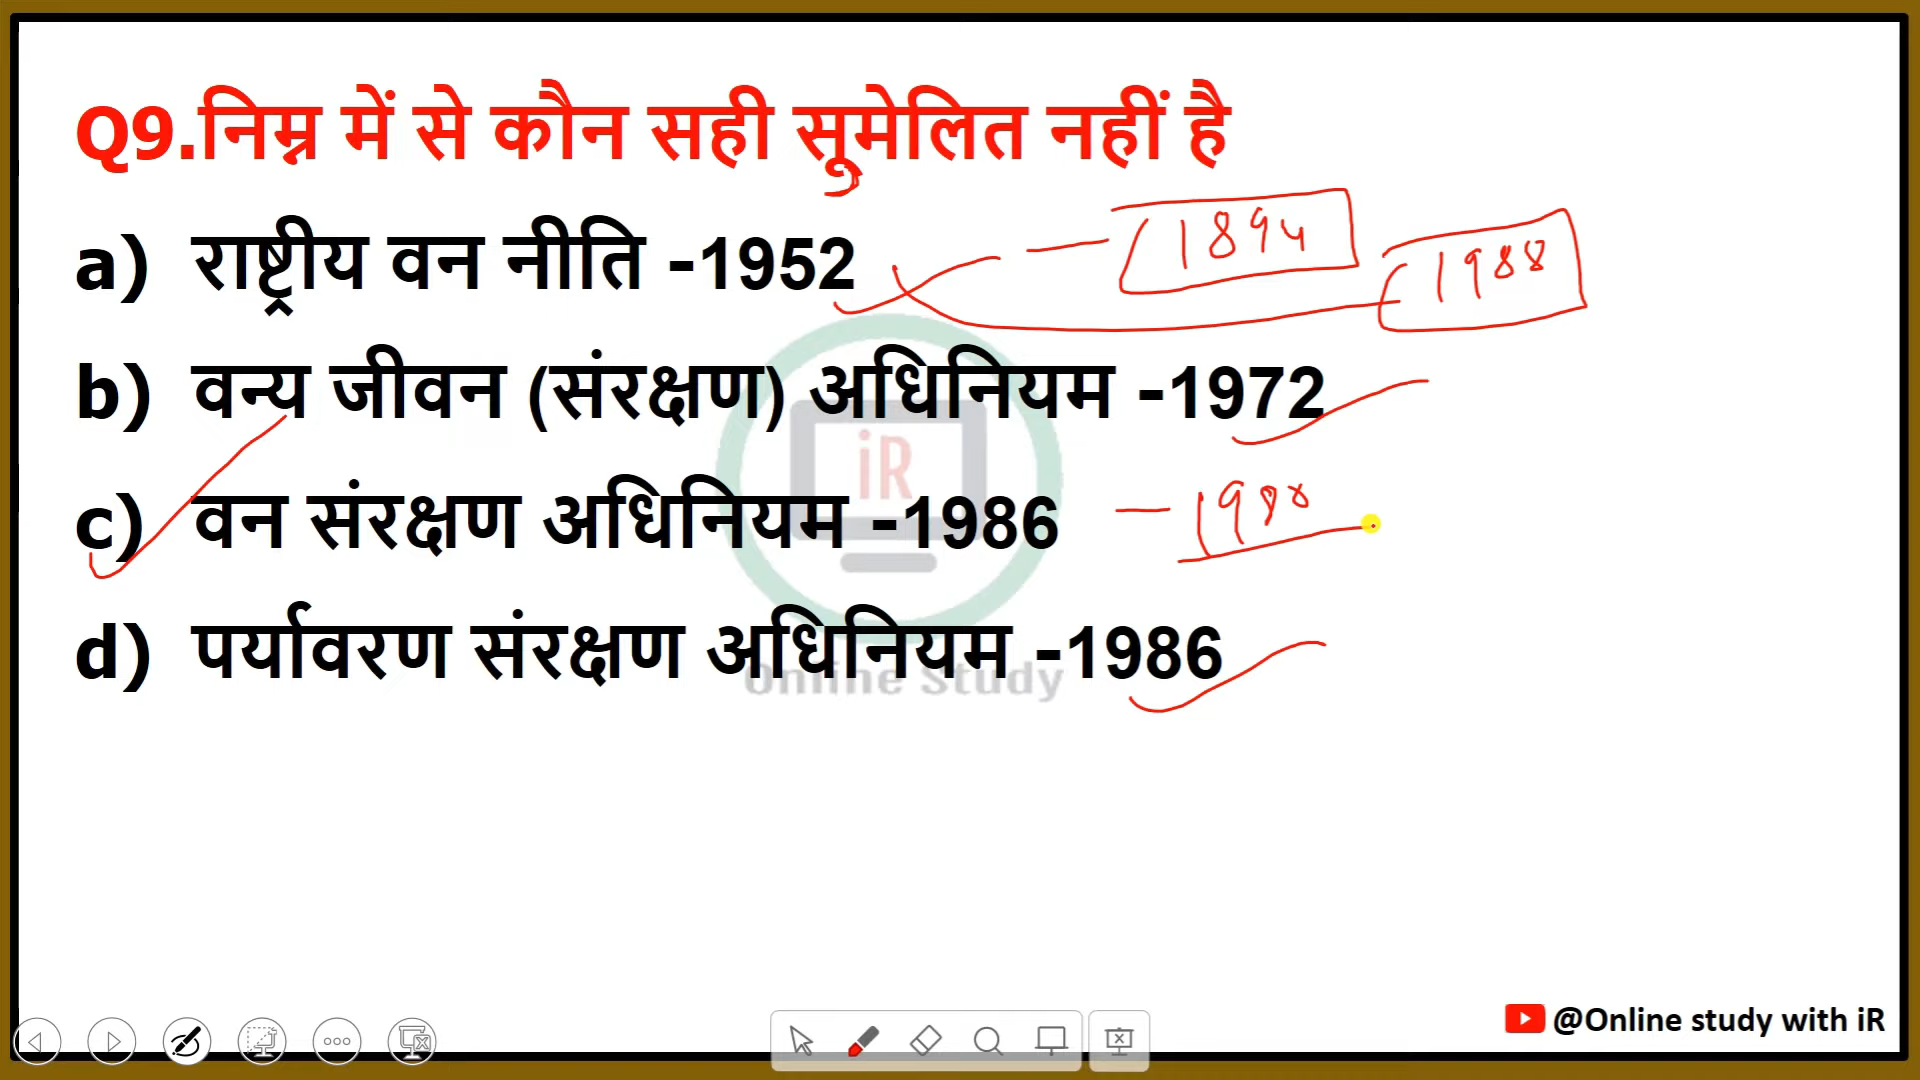 Q9.निम्न में से कौन सही सूमेलित नहीं है
a) राष्ट्रीय वन नीति -1952
1894
1988
b) वन्य जीवन (संरक्षण) अधिनियम -1972
iR
c) वन संरक्षण अधिनियम -1986
d) पर्यावरण संरक्षण अधिनियम -1986
Online Study
@Online study with iR